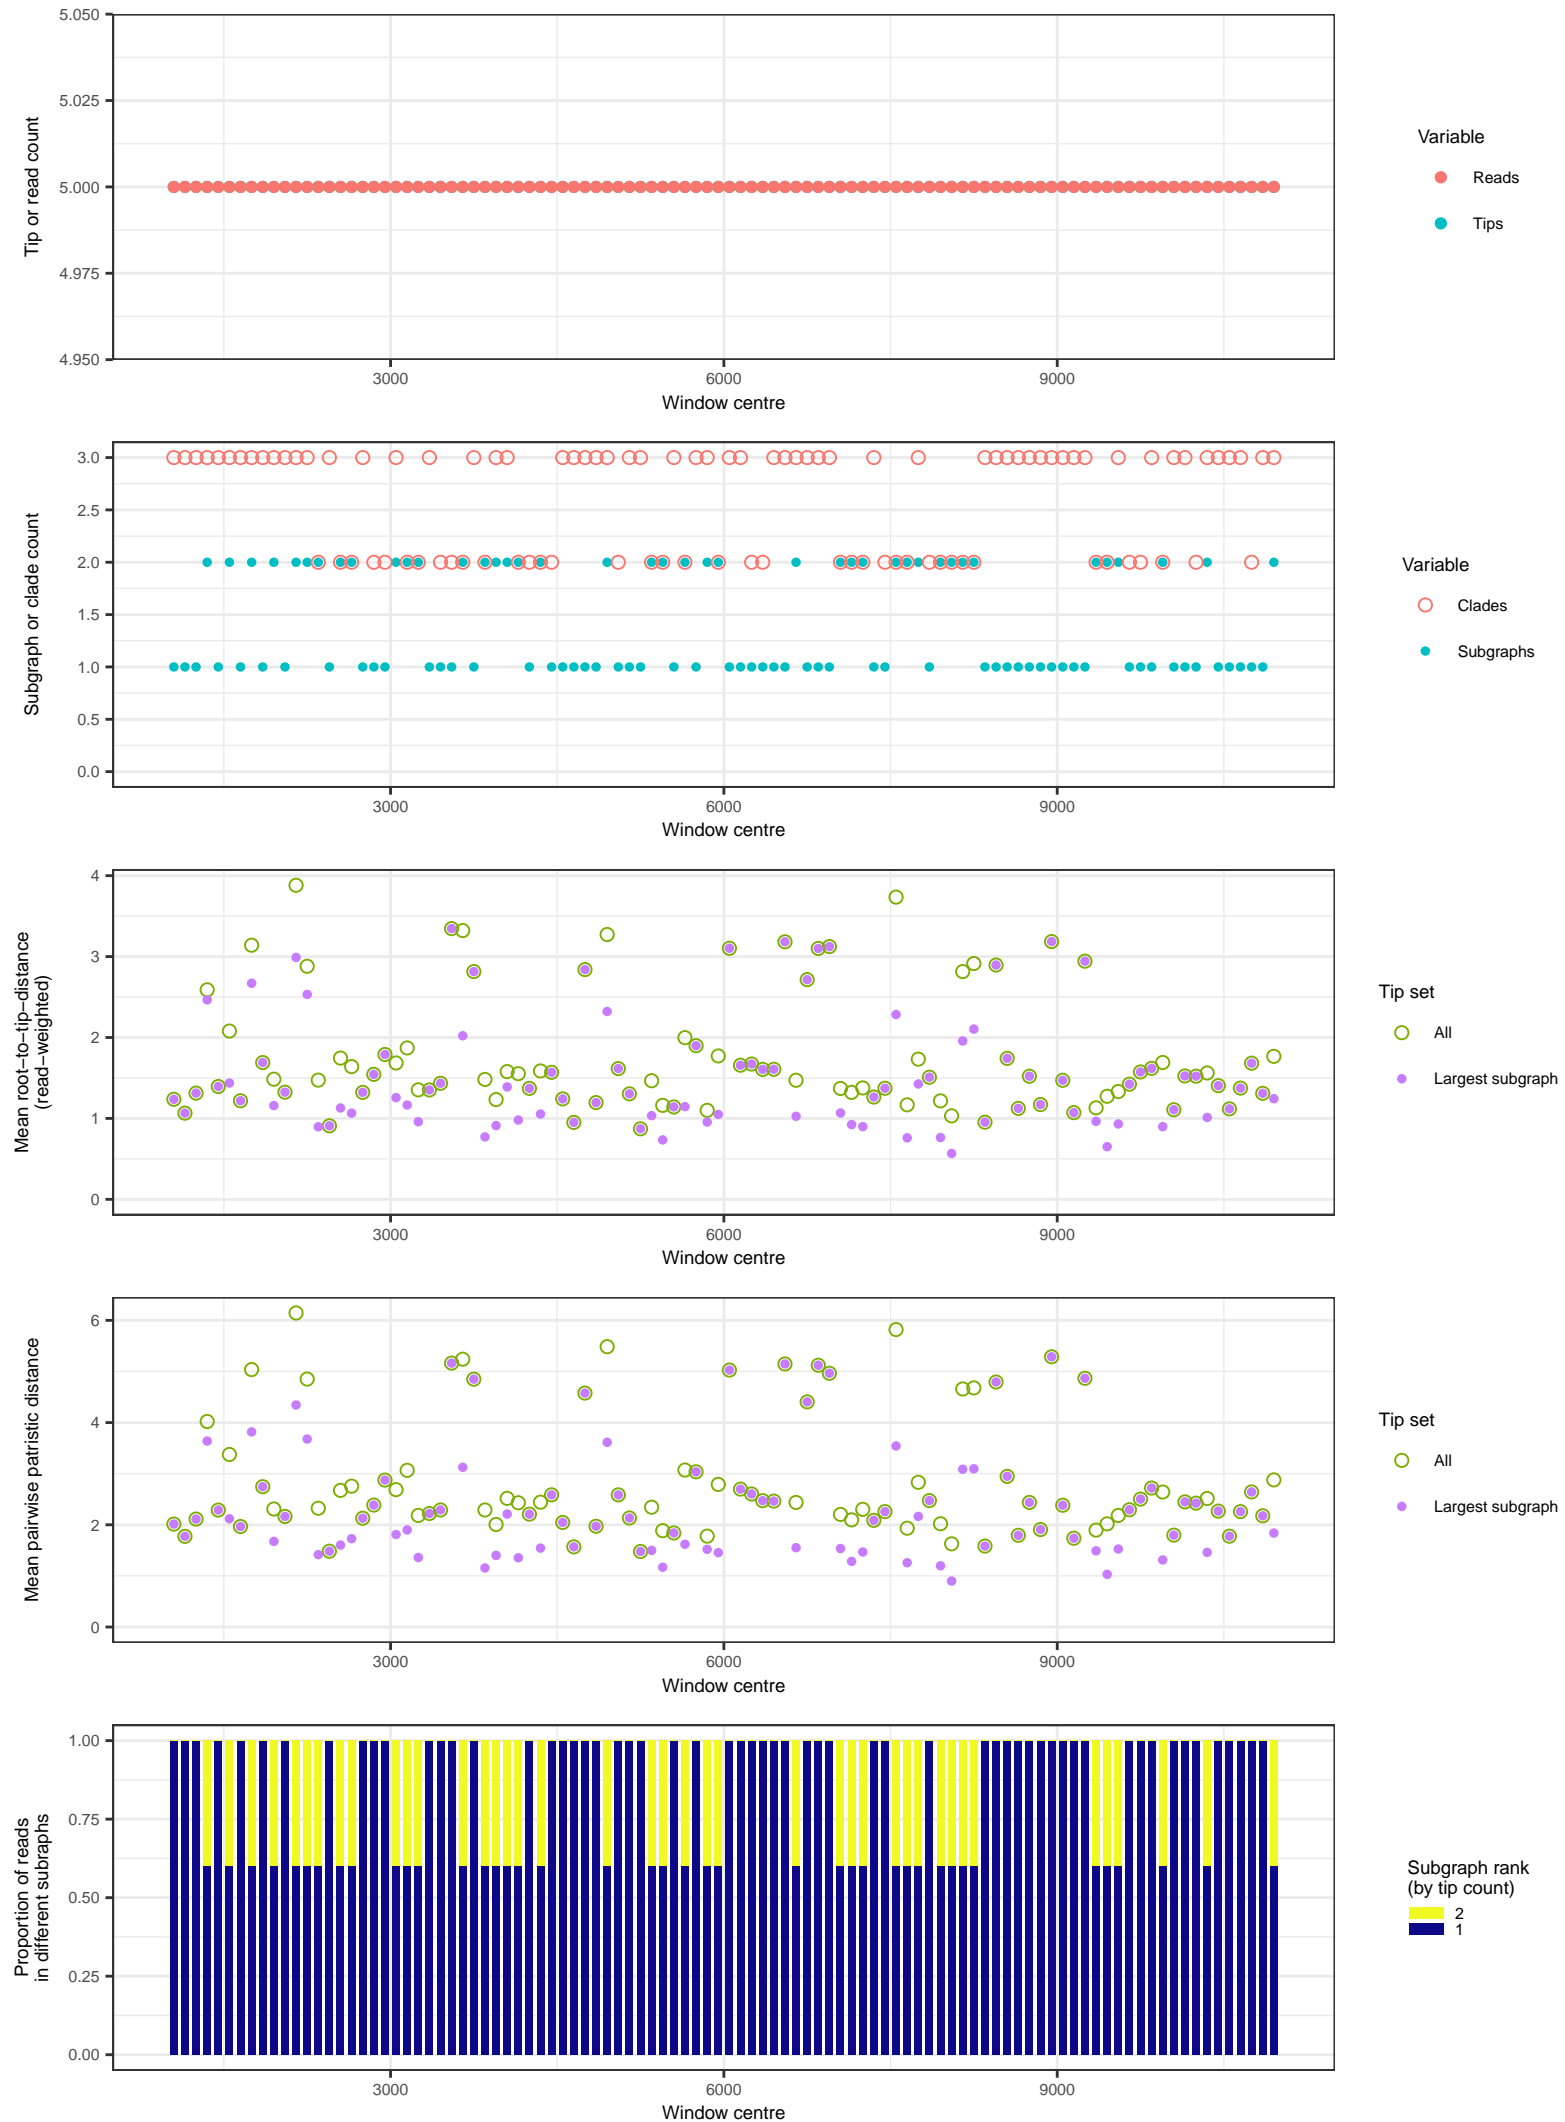 5.050
5.025
5.000
4.975
4.950
Tip or read count
3000
6000
9000
Window centre
Variable
Reads
Tips
3.0
2.5
2.0
1.5
1.0
0.5
0.0
Subgraph or clade count
3000
6000
9000
Window centre
Variable
Clades
Subgraphs
4
3
2
1
0
Mean root−to−tip−distance
(read−weighted)
3000
6000
9000
Window centre
Tip set
All
Largest subgraph
6
4
2
0
Mean pairwise patristic distance
3000
6000
9000
Window centre
Tip set
All
Largest subgraph
1.00
0.75
0.50
0.25
0.00
Proportion of reads
in different subraphs
3000
6000
9000
Window centre
Subgraph rank
(by tip count)
2
1